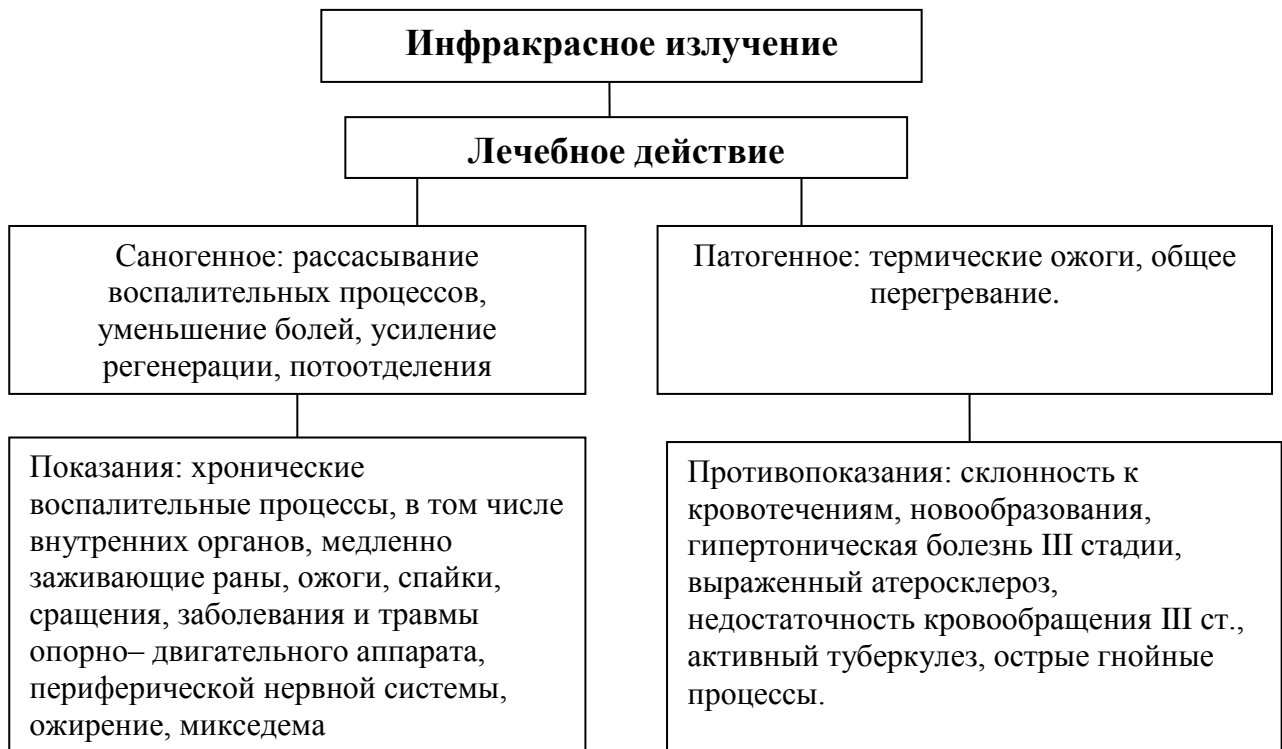 Инфракрасное излучение
Лечебное действие
Саногенное: рассасывание
воспалительных процессов,
уменьшение болей, усиление
регенерации, потоотделения
Патогенное: термические ожоги, общее
перегревание.
Показания: хронические
воспалительные процессы, в том числе
внутренних органов, медленно
заживающие раны, ожоги, спайки,
сращения, заболевания и травмы
опорно– двигательного аппарата,
периферической нервной системы,
ожирение, микседема
Противопоказания: склонность к
кровотечениям, новообразования,
гипертоническая болезнь III стадии,
выраженный атеросклероз,
недостаточность кровообращения III ст.,
активный туберкулез, острые гнойные
процессы.